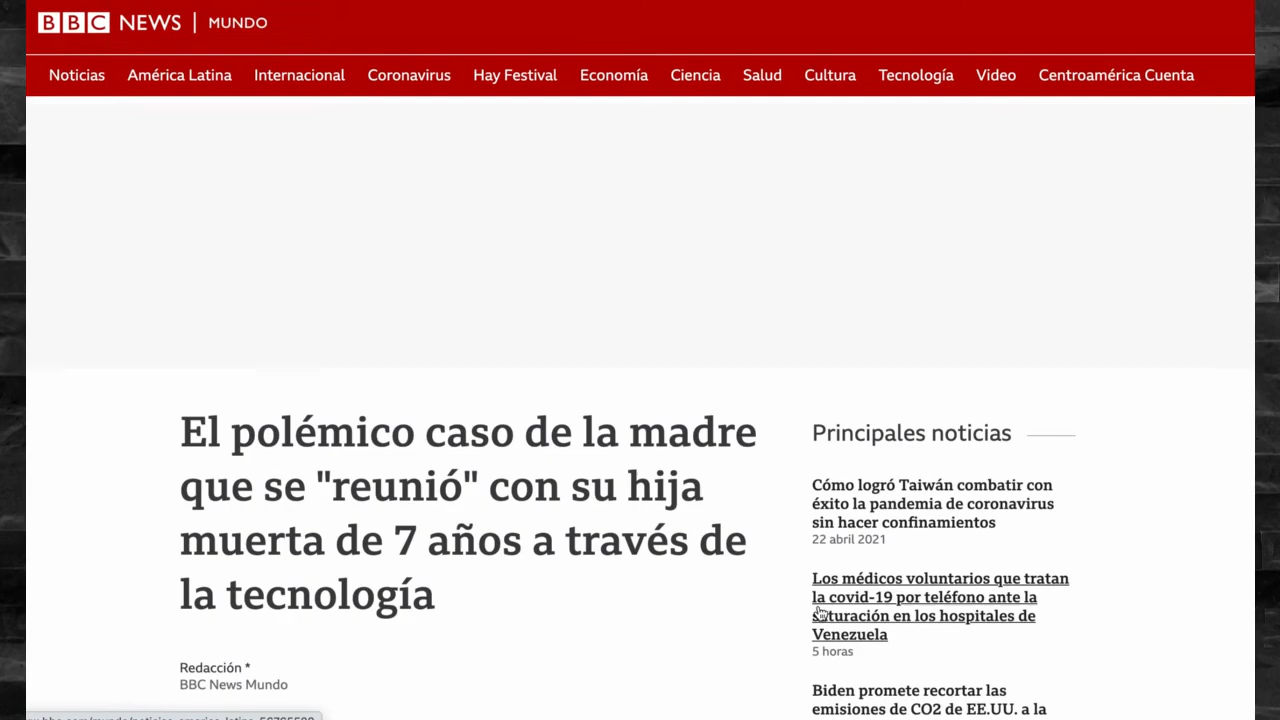 BBC NEWS | MUNDO
Noticias América Latina Internacional Coronavirus Hay Festival Economía Ciencia Salud Cultura Tecnología Video Centroamérica Cuenta
El polémico caso de la madre
que se "reunió" con su hija
muerta de 7 años a través de
la tecnología
Redacción *
BBC News Mundo
Principales noticias
Cómo logró Taiwán combatir con
éxito la pandemia de coronavirus
sin hacer confinamientos
22 abril 2021
Los médicos voluntarios que tratan
la covid-19 por teléfono ante la
saturación en los hospitales de
Venezuela
5 horas
Biden promete recortar las
emisiones de CO2 de EE.UU. a la